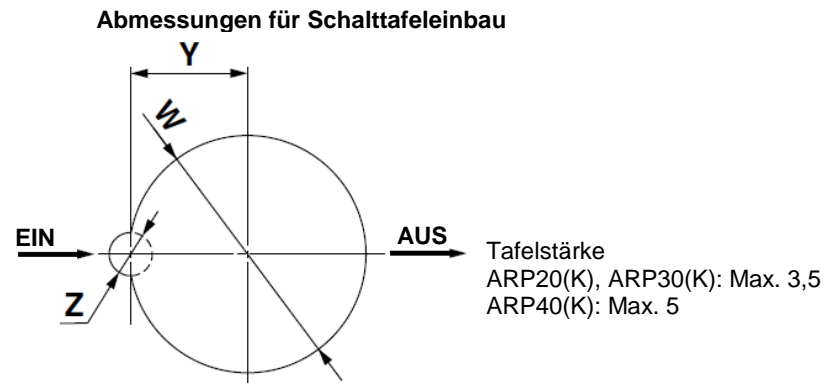 Abmessungen für Schalttafeleinbau
Y
W
EIN
AUS
Z
Tafelstärke
ARP20(K), ARP30(K): Max. 3,5
ARP40(K): Max. 5